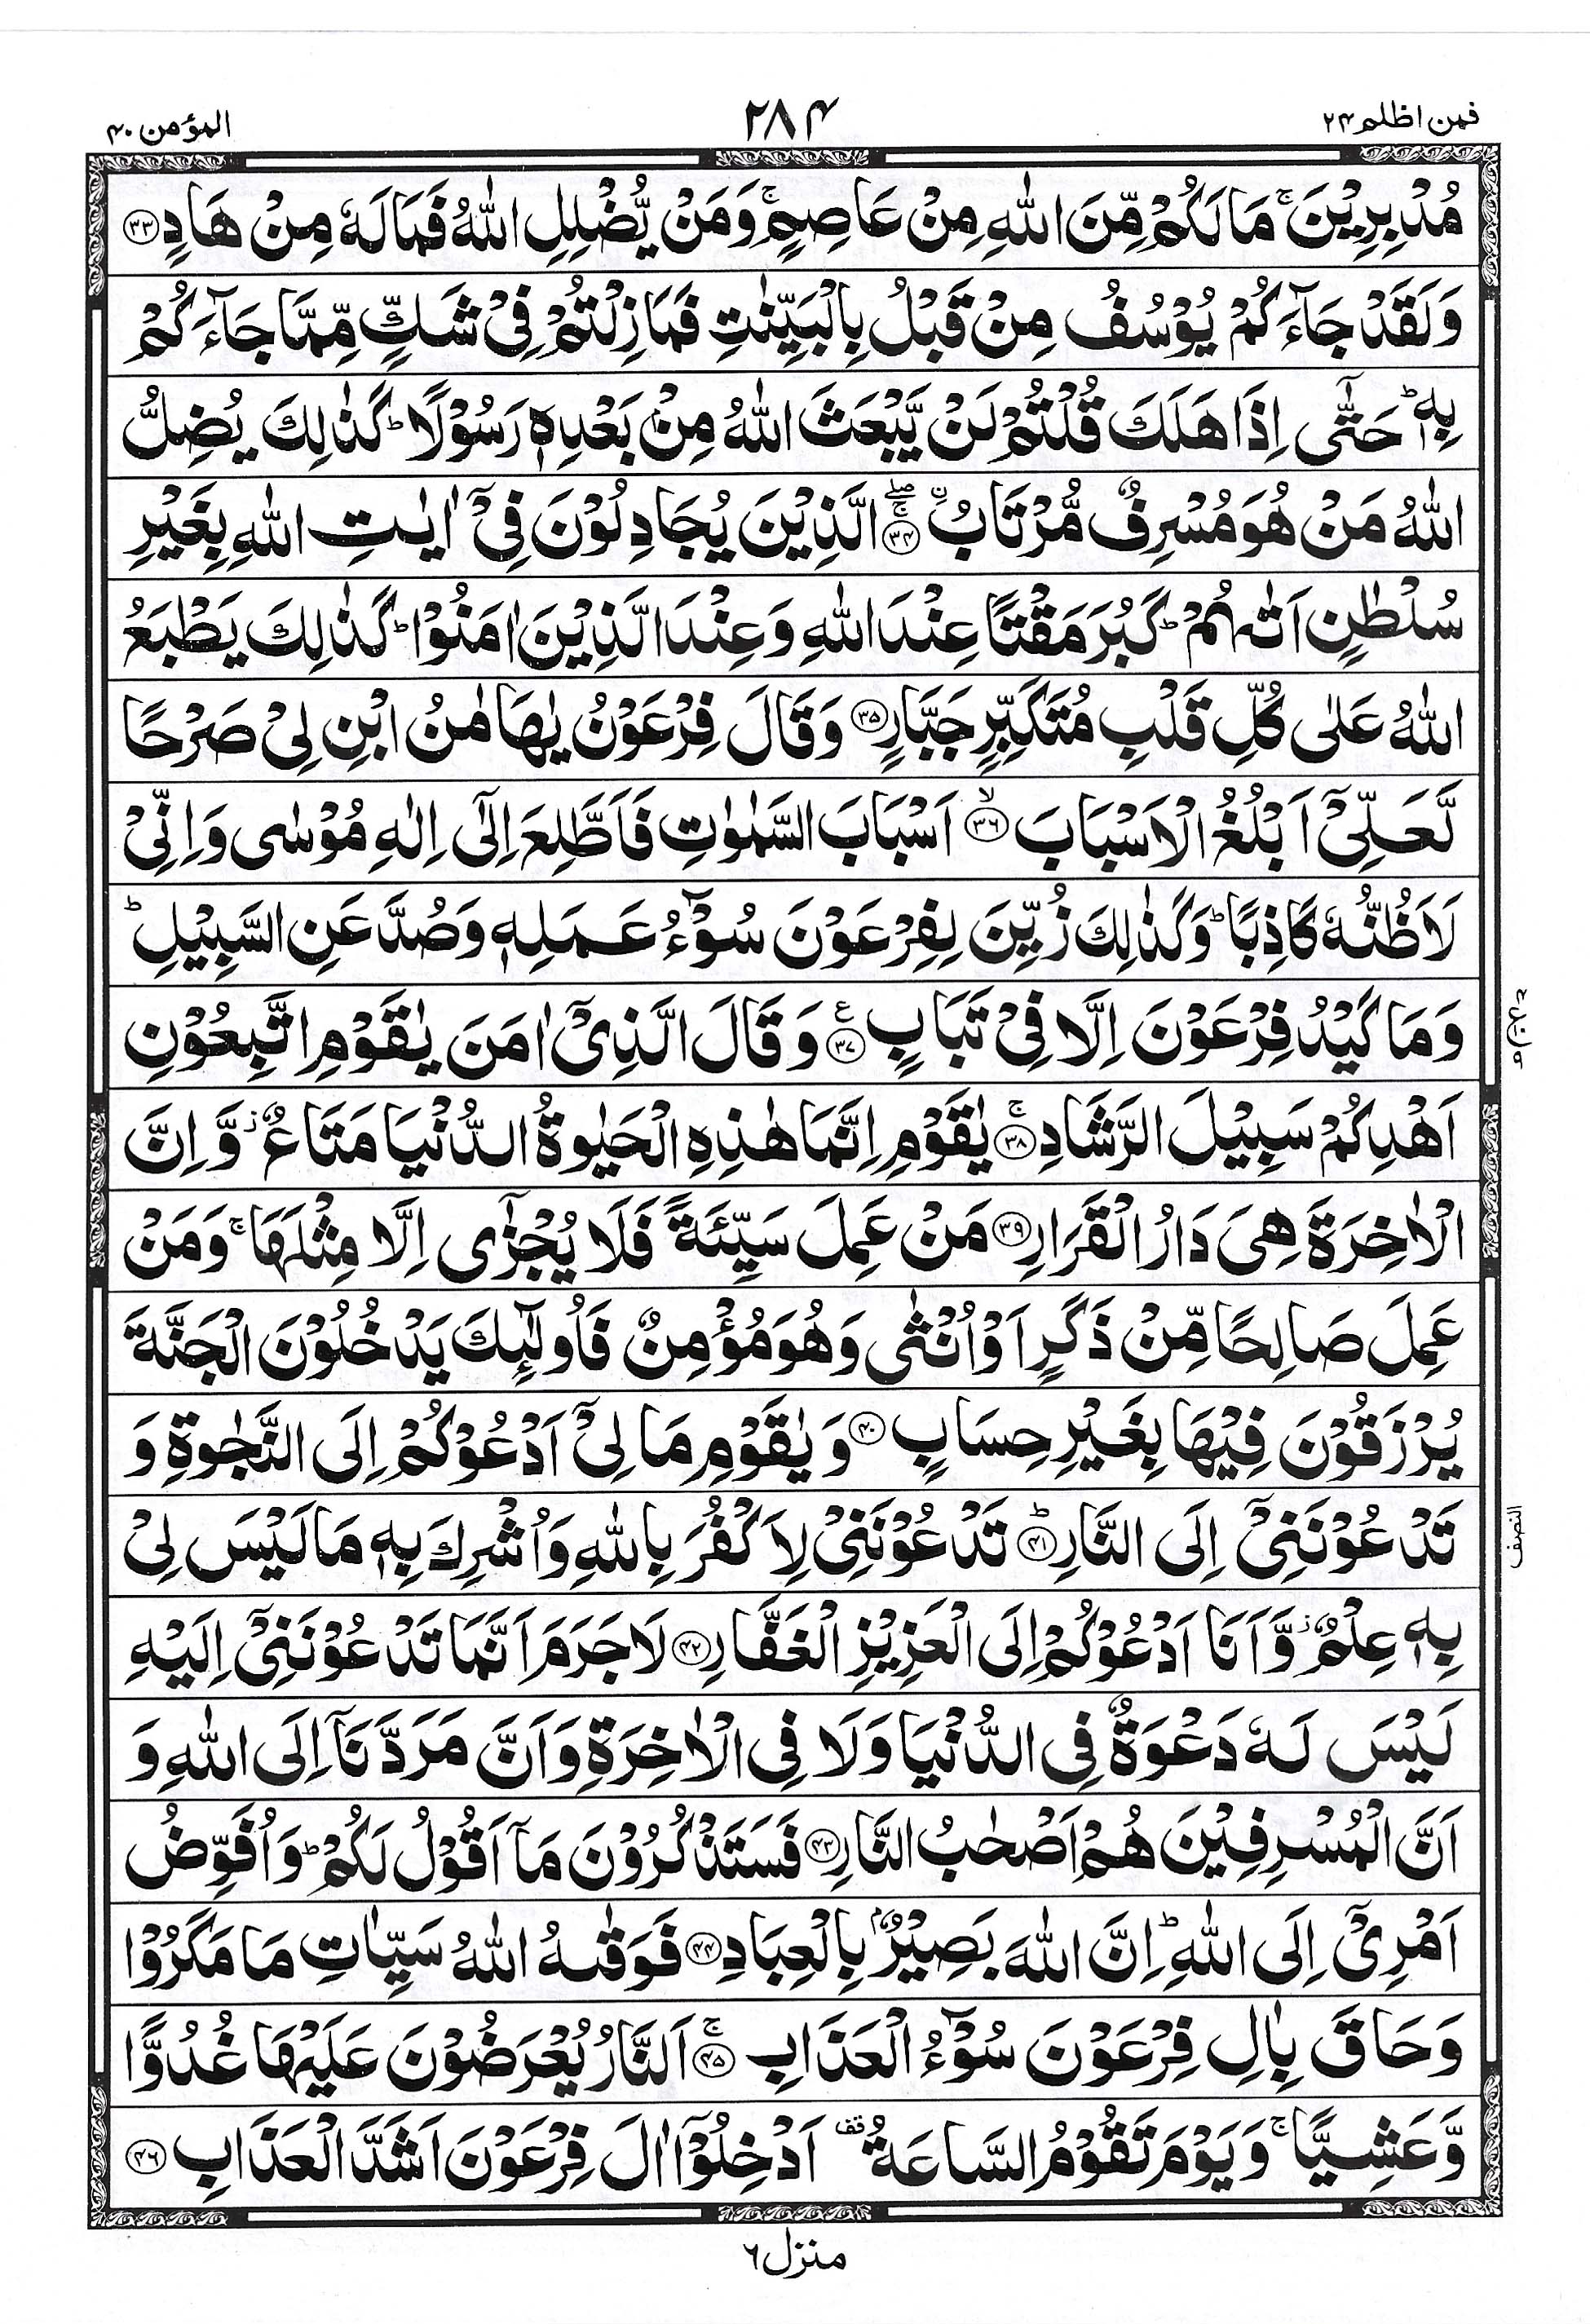 فمن اظلم ۲۴
۲۸۴
المؤمن ۴۰
مُدْبِرِيْنَ ۚ مَا لَكُمْ مِّنَ اللّٰهِ مِنْ عَاصِمٍ ۚ وَمَنْ يُّضْلِلِ اللّٰهُ فَمَا لَهٗ مِنْ هَادٍ ﴿۳۳﴾
وَلَقَدْ جَآءَكُمْ يُوْسُفُ مِنْ قَبْلُ بِالْبَيِّنٰتِ فَمَا زِلْتُمْ فِيْ شَكٍّ مِّمَّا جَآءَكُمْ
بِهٖ ؕ حَتّٰٓى اِذَا هَلَكَ قُلْتُمْ لَنْ يَّبْعَثَ اللّٰهُ مِنْۢ بَعْدِهٖ رَسُوْلًا ؕ كَذٰلِكَ يُضِلُّ
اللّٰهُ مَنْ هُوَ مُسْرِفٌ مُّرْتَابُۨ ﴿۳۴﴾ۚۖ الَّذِيْنَ يُجَادِلُوْنَ فِيْٓ اٰيٰتِ اللّٰهِ بِغَيْرِ
سُلْطٰنٍ اَتٰىهُمْ ؕ كَبُرَ مَقْتًا عِنْدَ اللّٰهِ وَعِنْدَ الَّذِيْنَ اٰمَنُوْا ؕ كَذٰلِكَ يَطْبَعُ
اللّٰهُ عَلٰى كُلِّ قَلْبِ مُتَكَبِّرٍ جَبَّارٍ ﴿۳۵﴾ وَقَالَ فِرْعَوْنُ يٰهَامٰنُ ابْنِ لِيْ صَرْحًا
لَّعَلِّيْٓ اَبْلُغُ الْاَسْبَابَ ﴿۳۶﴾ۙ اَسْبَابَ السَّمٰوٰتِ فَاَطَّلِعَ اِلٰٓى اِلٰهِ مُوْسٰى وَاِنِّيْ
لَاَظُنُّهٗ كَاذِبًا ؕ وَكَذٰلِكَ زُيِّنَ لِفِرْعَوْنَ سُوْٓءُ عَمَلِهٖ وَصُدَّ عَنِ السَّبِيْلِ ؕ
وَمَا كَيْدُ فِرْعَوْنَ اِلَّا فِيْ تَبَابٍ ﴿۳۷﴾ع وَقَالَ الَّذِيْٓ اٰمَنَ يٰقَوْمِ اتَّبِعُوْنِ
اَهْدِكُمْ سَبِيْلَ الرَّشَادِ ﴿۳۸﴾ۚ يٰقَوْمِ اِنَّمَا هٰذِهِ الْحَيٰوةُ الدُّنْيَا مَتَاعٌ ز وَّاِنَّ
الْاٰخِرَةَ هِيَ دَارُ الْقَرَارِ ﴿۳۹﴾ مَنْ عَمِلَ سَيِّئَةً فَلَا يُجْزٰٓى اِلَّا مِثْلَهَا ۚ وَمَنْ
عَمِلَ صَالِحًا مِّنْ ذَكَرٍ اَوْ اُنْثٰى وَهُوَ مُؤْمِنٌ فَاُولٰٓئِكَ يَدْخُلُوْنَ الْجَنَّةَ
يُرْزَقُوْنَ فِيْهَا بِغَيْرِ حِسَابٍ ﴿۴۰﴾ وَيٰقَوْمِ مَا لِيْٓ اَدْعُوْكُمْ اِلَى النَّجٰوةِ وَ
تَدْعُوْنَنِيْٓ اِلَى النَّارِ ﴿۴۱﴾ؕ تَدْعُوْنَنِيْ لِاَكْفُرَ بِاللّٰهِ وَاُشْرِكَ بِهٖ مَا لَيْسَ لِيْ
بِهٖ عِلْمٌ ز وَّاَنَا اَدْعُوْكُمْ اِلَى الْعَزِيْزِ الْغَفَّارِ ﴿۴۲﴾ لَا جَرَمَ اَنَّمَا تَدْعُوْنَنِيْٓ اِلَيْهِ
لَيْسَ لَهٗ دَعْوَةٌ فِي الدُّنْيَا وَلَا فِي الْاٰخِرَةِ وَاَنَّ مَرَدَّنَآ اِلَى اللّٰهِ وَ
اَنَّ الْمُسْرِفِيْنَ هُمْ اَصْحٰبُ النَّارِ ﴿۴۳﴾ فَسَتَذْكُرُوْنَ مَآ اَقُوْلُ لَكُمْ ؕ وَاُفَوِّضُ
اَمْرِيْٓ اِلَى اللّٰهِ ؕ اِنَّ اللّٰهَ بَصِيْرٌۢ بِالْعِبَادِ ﴿۴۴﴾ فَوَقٰىهُ اللّٰهُ سَيِّاٰتِ مَا مَكَرُوْا
وَحَاقَ بِاٰلِ فِرْعَوْنَ سُوْٓءُ الْعَذَابِ ﴿۴۵﴾ۚ اَلنَّارُ يُعْرَضُوْنَ عَلَيْهَا غُدُوًّا
وَّعَشِيًّا ۚ وَيَوْمَ تَقُوْمُ السَّاعَةُ قف اَدْخِلُوْٓا اٰلَ فِرْعَوْنَ اَشَدَّ الْعَذَابِ ﴿۴۶﴾
النصف
منزل ۶